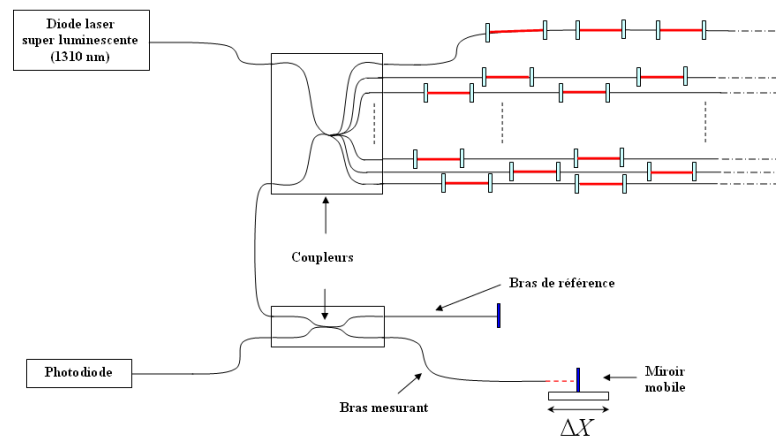 Diode laser
super luminescente
(1310 nm)
Coupleurs
Bras de référence
Photodiode
Miroir
mobile
Bras mesurant
ΔX